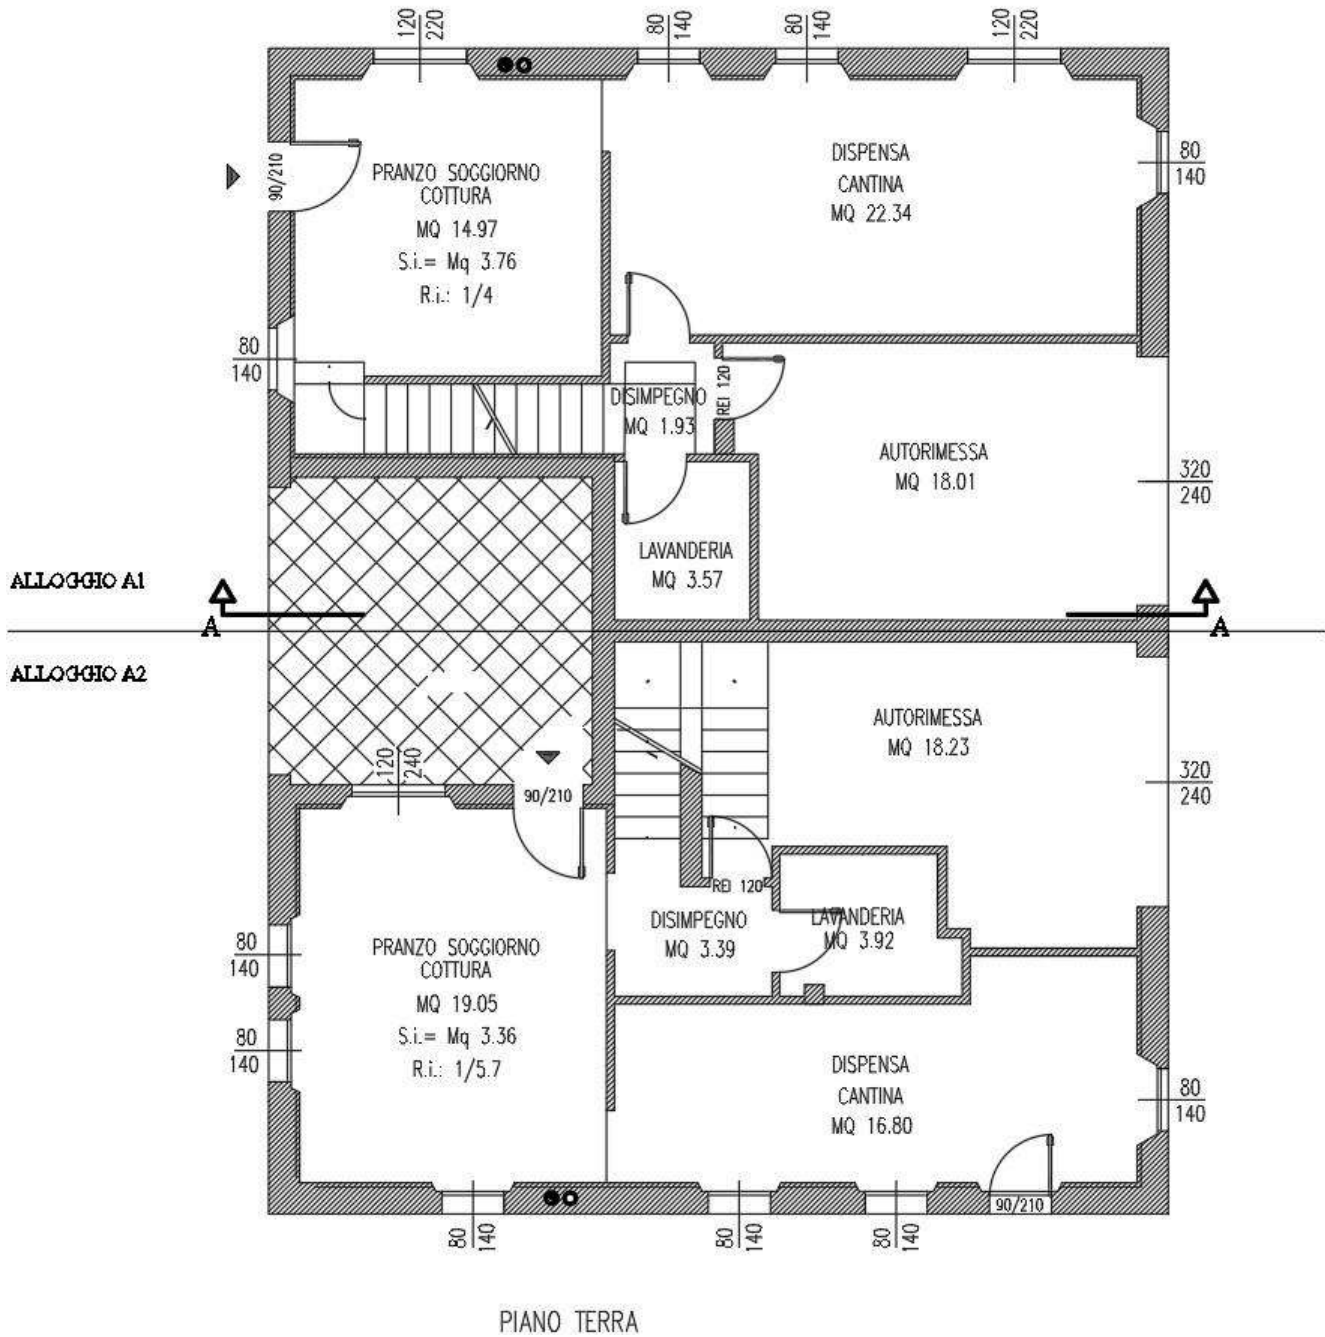 120
220
80
140
80
140
120
220
90/210
PRANZO SOGGIORNO
COTTURA
MQ 14.97
S.i.= Mq 3.76
R.i.: 1/4
DISPENSA
CANTINA
MQ 22.34
80
140
80
140
DISIMPEGNO
MQ 1.93
REI 120
AUTORIMESSA
MQ 18.01
320
240
LAVANDERIA
MQ 3.57
ALLOGGIO A1
A
A
ALLOGGIO A2
AUTORIMESSA
MQ 18.23
120
240
90/210
320
240
REI 120
DISIMPEGNO
MQ 3.39
LAVANDERIA
MQ 3.92
80
140
PRANZO SOGGIORNO
COTTURA
MQ 19.05
S.i.= Mq 3.36
R.i.: 1/5.7
80
140
DISPENSA
CANTINA
MQ 16.80
80
140
90/210
80
140
80
140
80
140
PIANO TERRA